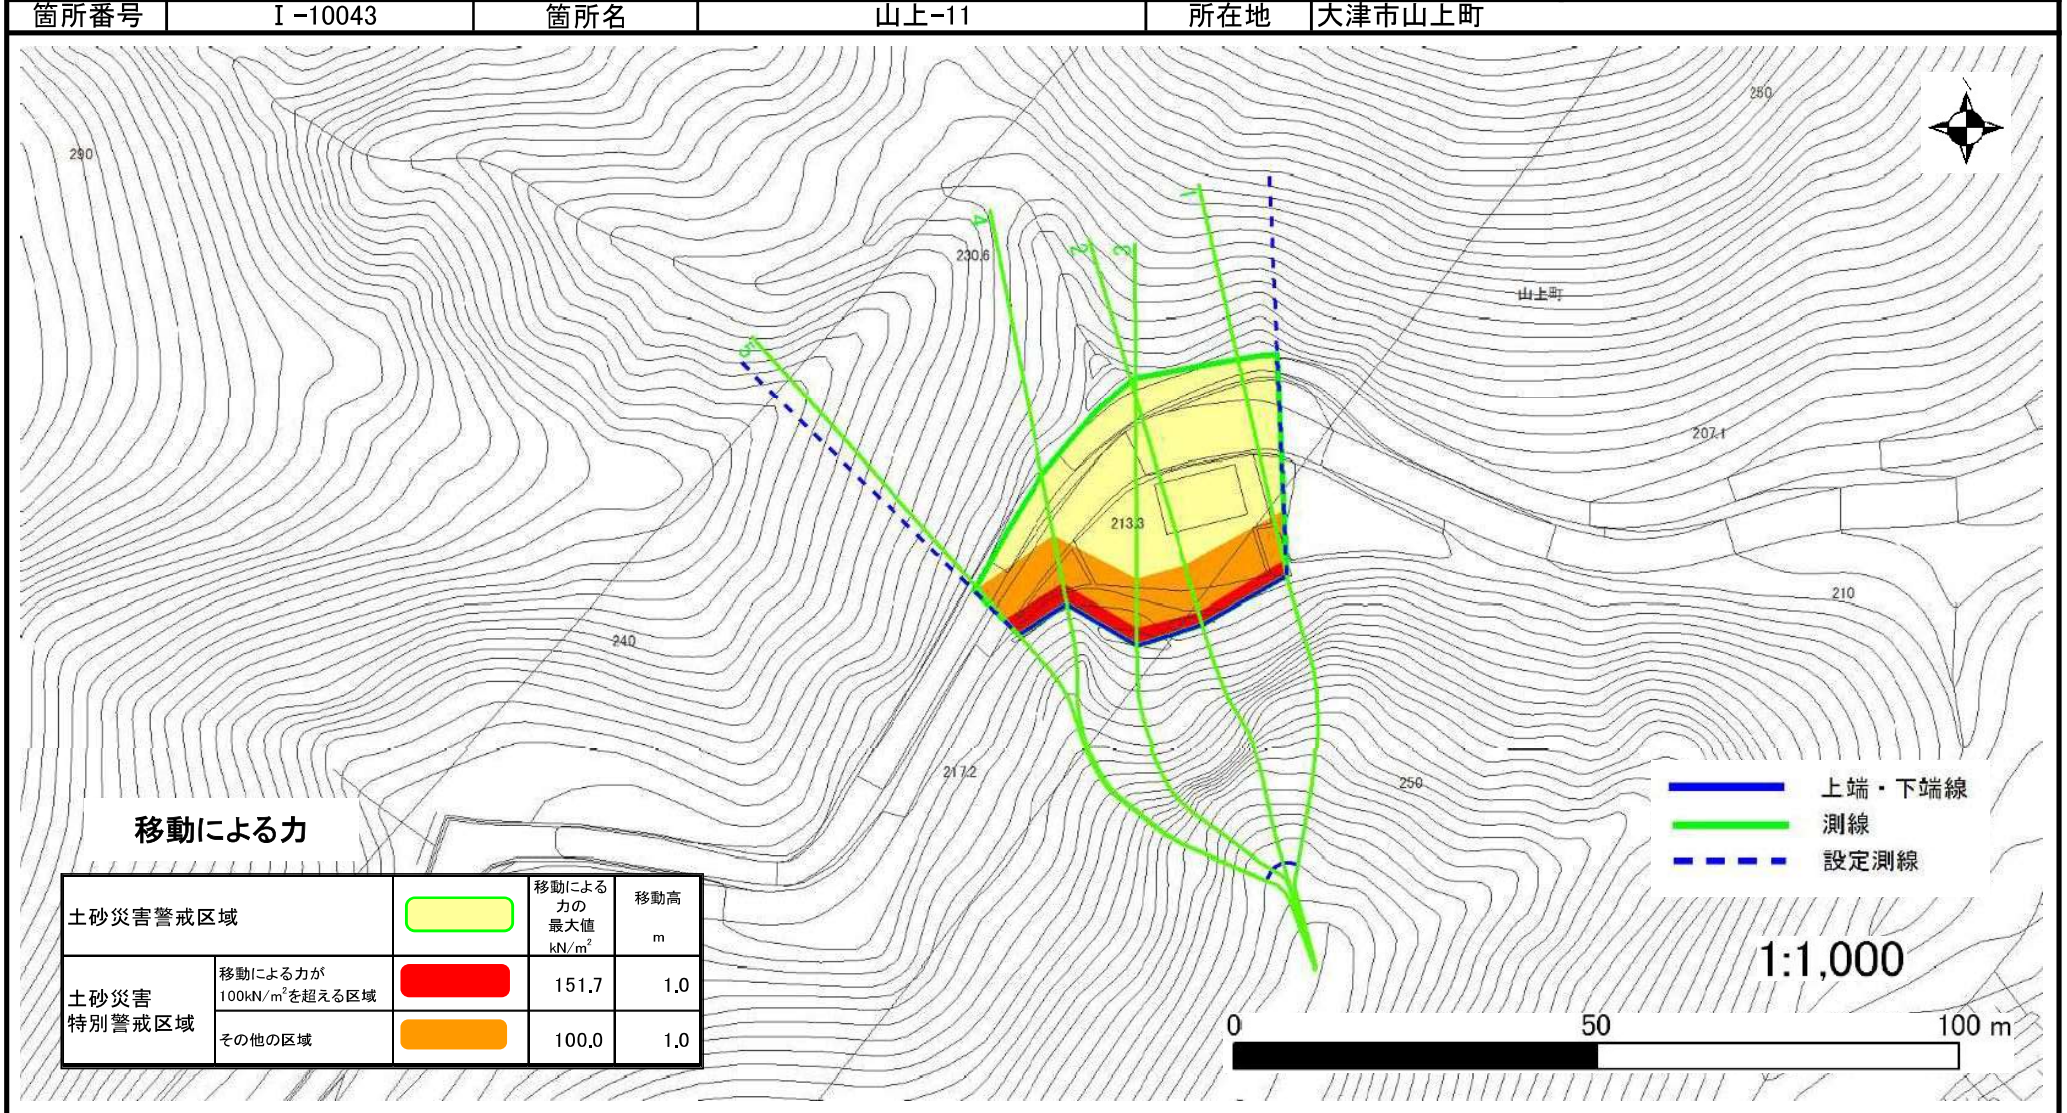 箇所番号 Ⅰ-10043 箇所名 山上-11 所在地 大津市山上町
290
250
230.6
山上町
1
2
3
4
5
207.1
213.3
210
240
217.2
250
上端・下端線
測線
設定測線
1:1,000
0 50 100 m
移動による力
土砂災害警戒区域
移動による力の最大値 kN/m²
移動高 m
土砂災害特別警戒区域
移動による力が
100kN/m²を超える区域
151.7 1.0
その他の区域
100.0 1.0